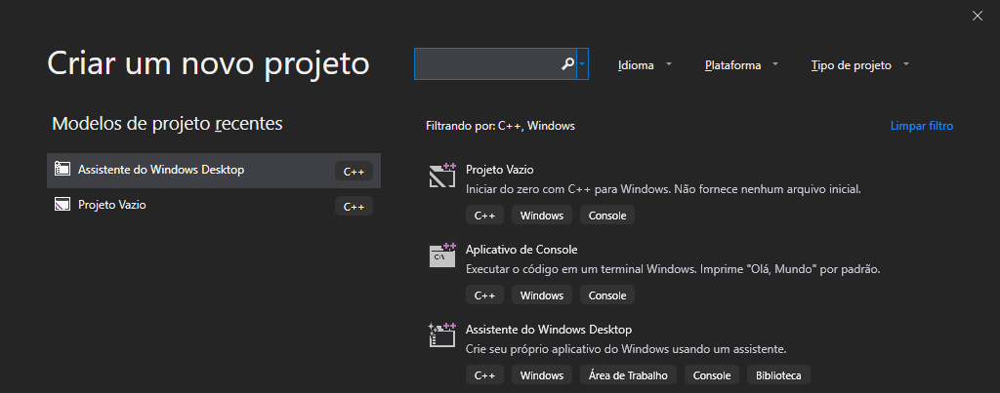 Criar um novo projeto
Idioma
Plataforma
Tipo de projeto
Modelos de projeto recentes
Assistente do Windows Desktop
C++
Projeto Vazio
C++
Filtrando por: C++, Windows
Limpar filtro
Projeto Vazio
Iniciar do zero com C++ para Windows. Não fornece nenhum arquivo inicial.
C++ Windows Console
C:\
Aplicativo de Console
Executar o código em um terminal Windows. Imprime "Olá, Mundo" por padrão.
C++ Windows Console
Assistente do Windows Desktop
Crie seu próprio aplicativo do Windows usando um assistente.
C++ Windows Área de Trabalho Console Biblioteca